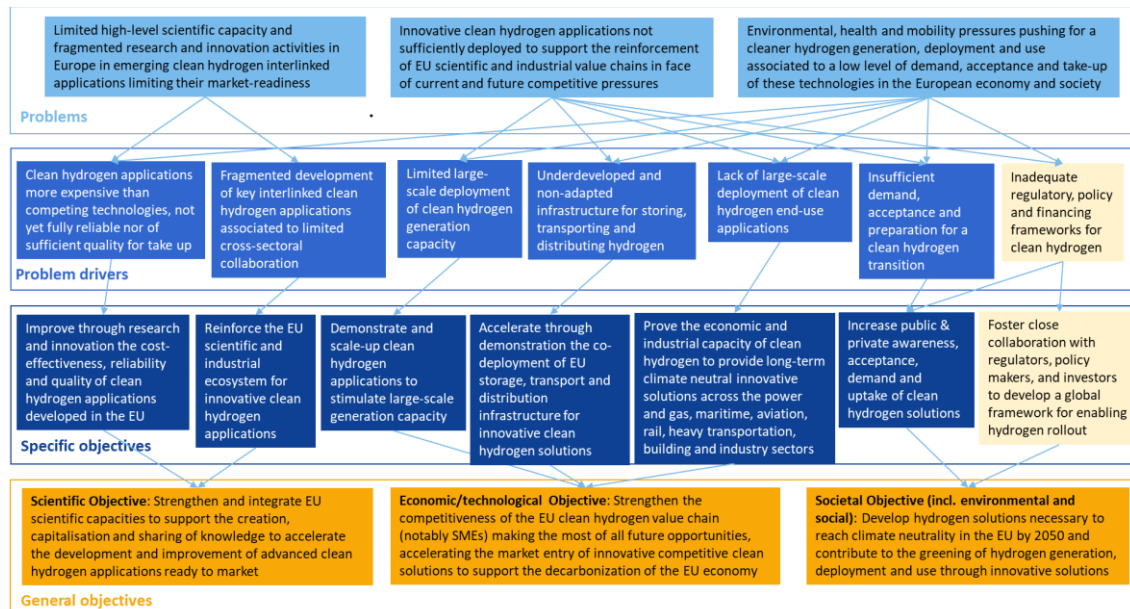 Limited high-level scientific capacity and
fragmented research and innovation activities in
Europe in emerging clean hydrogen interlinked
applications limiting their market-readiness
Innovative clean hydrogen applications not
sufficiently deployed to support the reinforcement
of EU scientific and industrial value chains in face
of current and future competitive pressures
Environmental, health and mobility pressures pushing for a
cleaner hydrogen generation, deployment and use
associated to a low level of demand, acceptance and take-up
of these technologies in the European economy and society
Problems
Clean hydrogen applications
more expensive than
competing technologies, not
yet fully reliable nor of
sufficient quality for take up
Fragmented development
of key interlinked clean
hydrogen applications
associated to limited
cross-sectoral
collaboration
Limited large-
scale deployment
of clean hydrogen
generation
capacity
Underdeveloped and
non-adapted
infrastructure for storing,
transporting and
distributing hydrogen
Lack of large-scale
deployment of clean
hydrogen end-use
applications
Insufficient
demand,
acceptance and
preparation for a
clean hydrogen
transition
Inadequate
regulatory, policy
and financing
frameworks for
clean hydrogen
Problem drivers
Improve through research
and innovation the cost-
effectiveness, reliability
and quality of clean
hydrogen applications
developed in the EU
Reinforce the EU
scientific and
industrial
ecosystem for
innovative clean
hydrogen
applications
Demonstrate and
scale-up clean
hydrogen
applications to
stimulate large-scale
generation capacity
Accelerate through
demonstration the co-
deployment of EU
storage, transport and
distribution
infrastructure for
innovative clean
hydrogen solutions
Prove the economic and
industrial capacity of clean
hydrogen to provide long-term
climate neutral innovative
solutions across the power
and gas, maritime, aviation,
rail, heavy transportation,
building and industry sectors
Increase public &
private awareness,
acceptance,
demand and
uptake of clean
hydrogen solutions
Foster close
collaboration with
regulators, policy
makers, and investors
to develop a global
framework for enabling
hydrogen rollout
Specific objectives
Scientific Objective: Strengthen and integrate EU
scientific capacities to support the creation,
capitalisation and sharing of knowledge to accelerate
the development and improvement of advanced clean
hydrogen applications ready to market
Economic/technological Objective: Strengthen the
competitiveness of the EU clean hydrogen value chain
(notably SMEs) making the most of all future opportunities,
accelerating the market entry of innovative competitive clean
solutions to support the decarbonization of the EU economy
Societal Objective (incl. environmental and
social): Develop hydrogen solutions necessary to
reach climate neutrality in the EU by 2050 and
contribute to the greening of hydrogen generation,
deployment and use through innovative solutions
General objectives